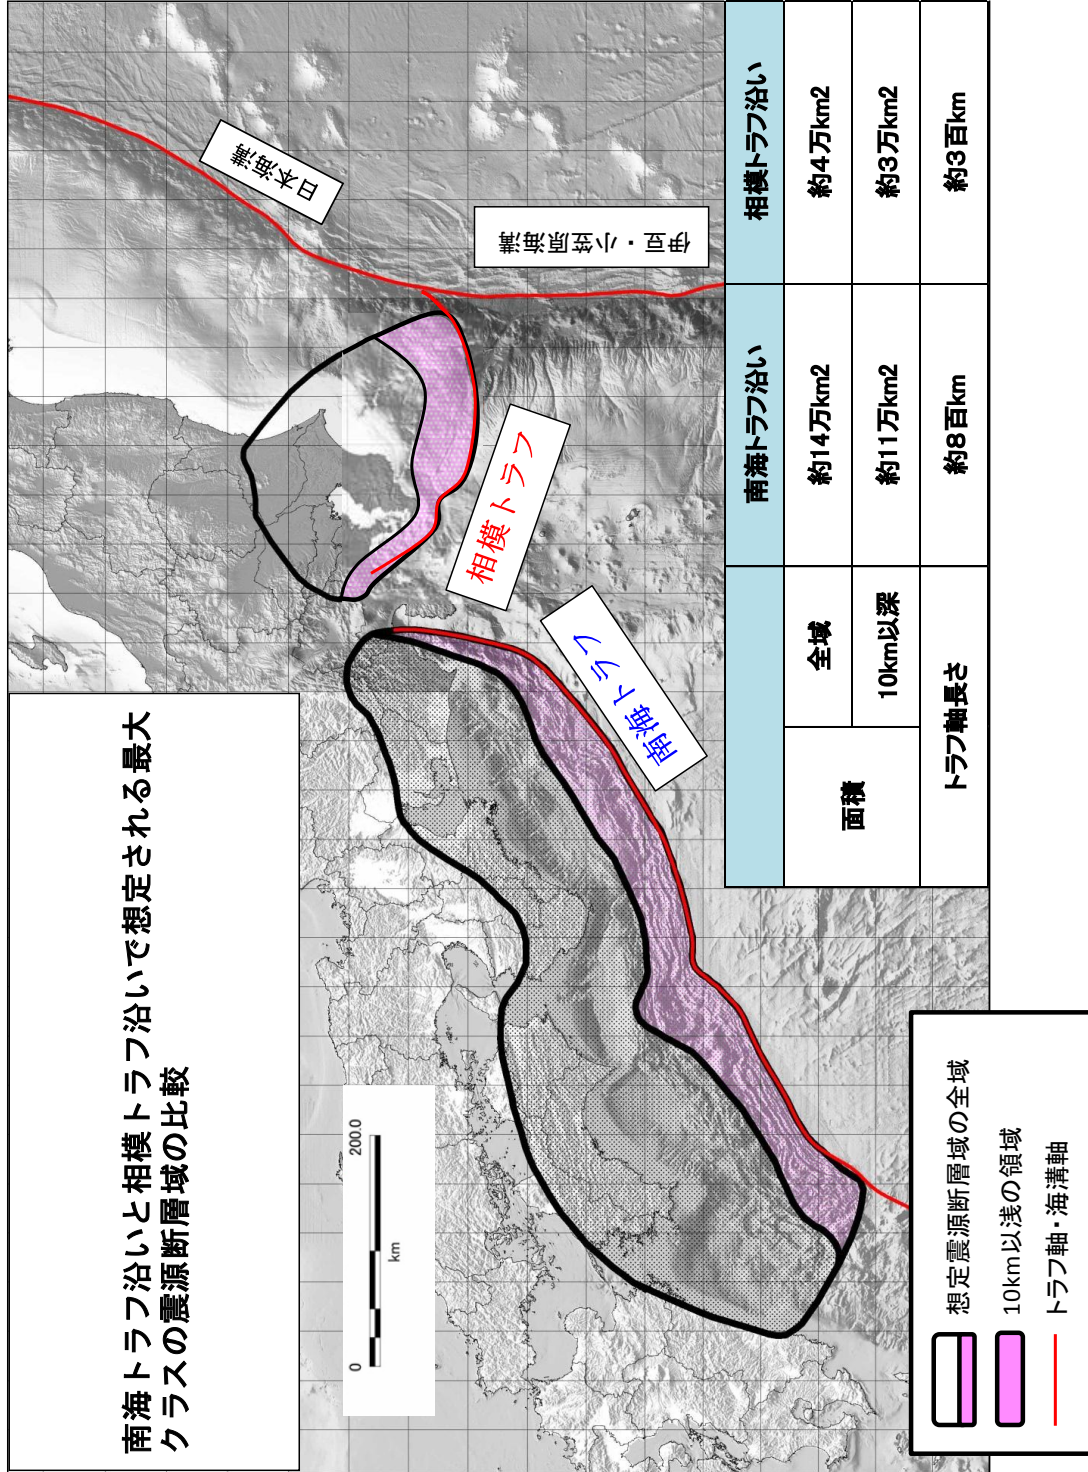 南海トラフ沿いと相模トラフ沿いで想定される最大
クラスの震源断層域の比較
日本海溝
伊豆・小笠原海溝
相模トラフ
南海トラフ
0
200.0
km
南海トラフ沿い
相模トラフ沿い
面積
全域
約14万km2
約4万km2
10km以深
約11万km2
約3万km2
トラフ軸長さ
約8百km
約3百km
想定震源断層域の全域
10km以浅の領域
トラフ軸・海溝軸